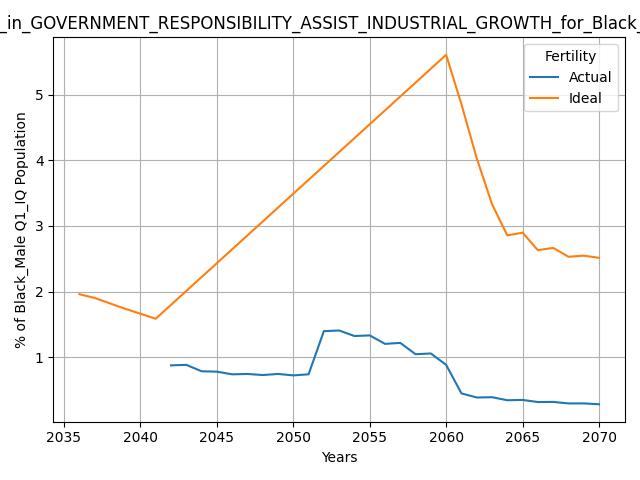 _in_GOVERNMENT_RESPONSIBILITY_ASSIST_INDUSTRIAL_GROWTH_for_Black_
Fertility
Actual
Ideal
% of Black_Male Q1_IQ Population
5
4
3
2
1
2035 2040 2045 2050 2055 2060 2065 2070
Years